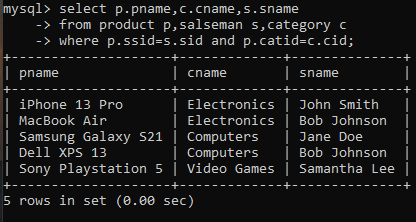 mysql> select p.pname,c.cname,s.sname
-> from product p,salseman s,category c
-> where p.ssid=s.sid and p.catid=c.cid;
+---------------------+-------------+--------------+
| pname | cname | sname |
+---------------------+-------------+--------------+
| iPhone 13 Pro | Electronics | John Smith |
| MacBook Air | Electronics | Bob Johnson |
| Samsung Galaxy S21 | Computers | Jane Doe |
| Dell XPS 13 | Computers | Bob Johnson |
| Sony Playstation 5 | Video Games | Samantha Lee |
+---------------------+-------------+--------------+
5 rows in set (0.00 sec)